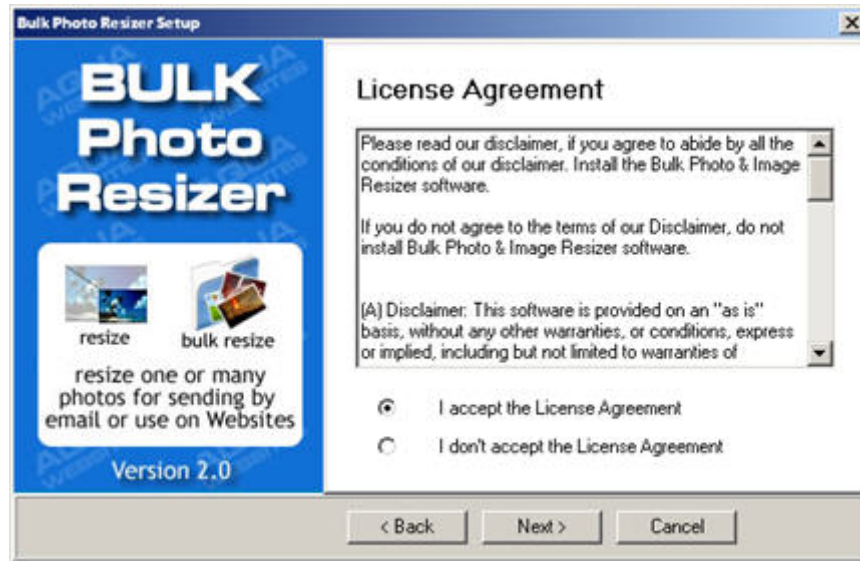 Bulk Photo Resizer Setup
BULK
Photo
Resizer
resize
bulk resize
resize one or many
photos for sending by
email or use on Websites
Version 2.0
License Agreement
Please read our disclaimer, if you agree to abide by all the
conditions of our disclaimer. Install the Bulk Photo & Image
Resizer software.
If you do not agree to the terms of our Disclaimer, do not
install Bulk Photo & Image Resizer software.
(A) Disclaimer: This software is provided on an "as is"
basis, without any other warranties, or conditions, express
or implied, including but not limited to warranties of
I accept the License Agreement
I don't accept the License Agreement
< Back
Next >
Cancel